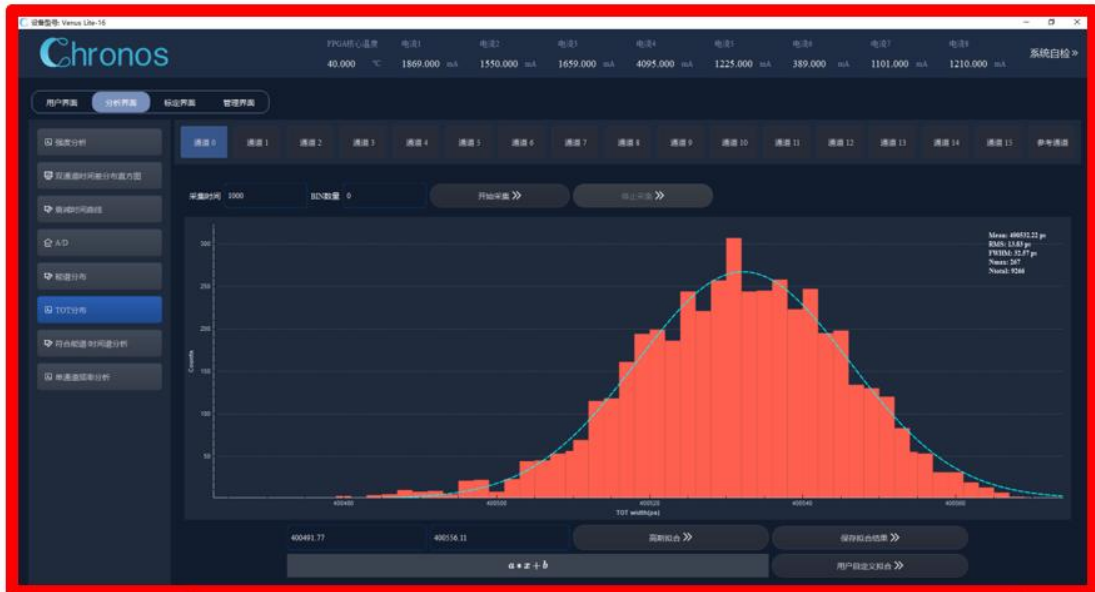 设备型号: Venus Lite-16
Chronos
FPGA核心温度 电流1 电流2 电流3 电流4 电流5 电流6 电流7 电流8
40.000 ℃ 1869.000 mA 1550.000 mA 1659.000 mA 4095.000 mA 1225.000 mA 389.000 mA 1101.000 mA 1210.000 mA
系统自检 »
用户界面 分析界面 标定界面 管理界面
强度分析
双通道时间差分布直方图
衰减时间曲线
A/D
能谱分布
TOT分布
符合能谱/时间谱分析
单通道频率分析
通道 0 通道 1 通道 2 通道 3 通道 4 通道 5 通道 6 通道 7 通道 8 通道 9 通道 10 通道 11 通道 12 通道 13 通道 14 通道 15 参考通道
采集时间 1000 BIN数量 0 开始采集 » 停止采集 »
Mean: 400532.22 ps
RMS: 13.83 ps
FWHM: 32.57 ps
Nmax: 267
Ntotal: 9266
300
250
200
150
100
50
Counts
400480 400500 400520 400540 400560
TOT width(ps)
400491.77 400556.11 高斯拟合 » 保存拟合结果 »
a * x + b 用户自定义拟合 »